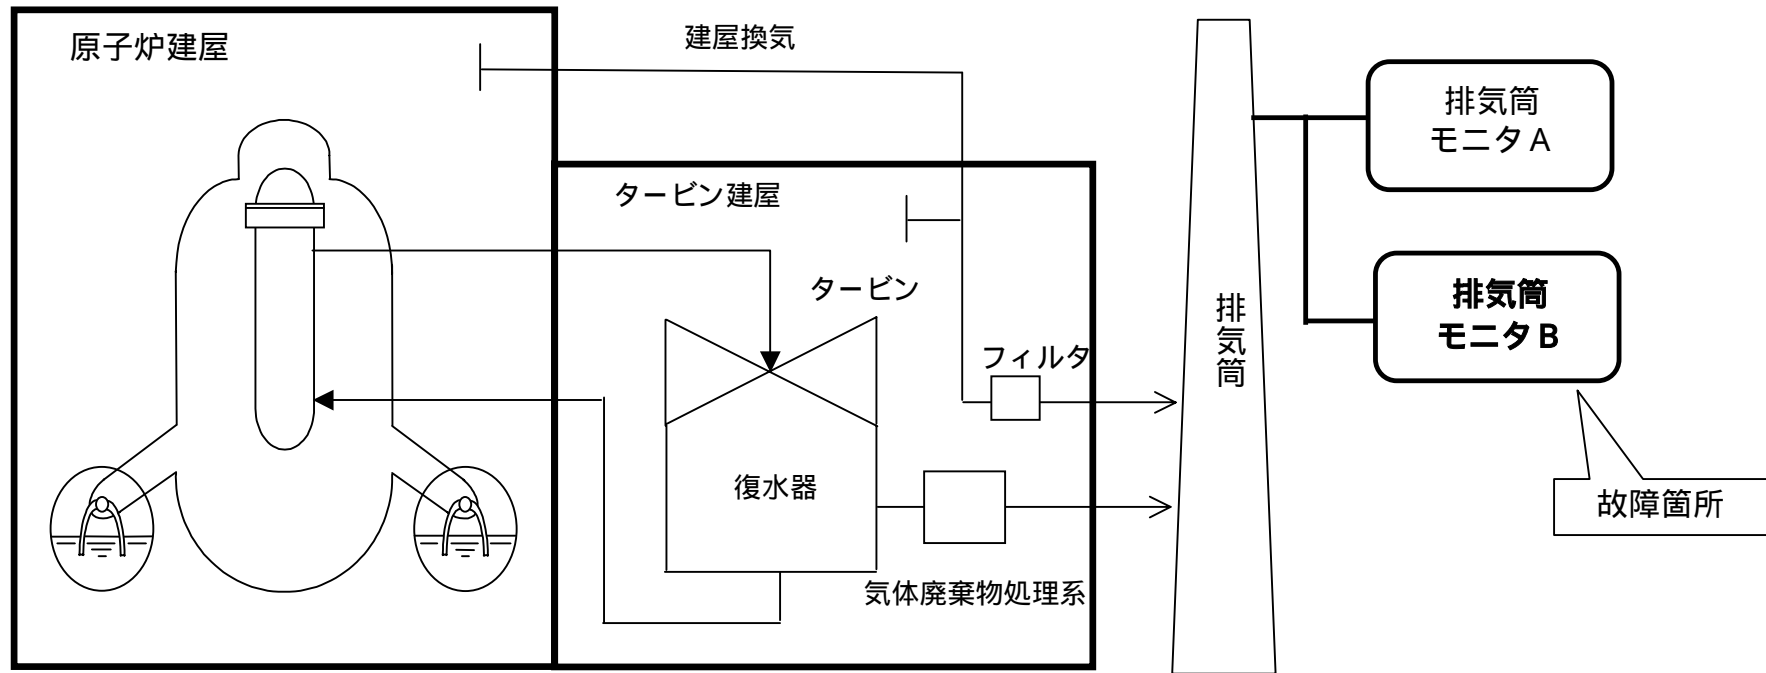 原子炉建屋
建屋換気
排気筒
モニタA
タービン建屋
タービン
排気筒
モニタB
排気筒
フィルタ
復水器
故障箇所
気体廃棄物処理系